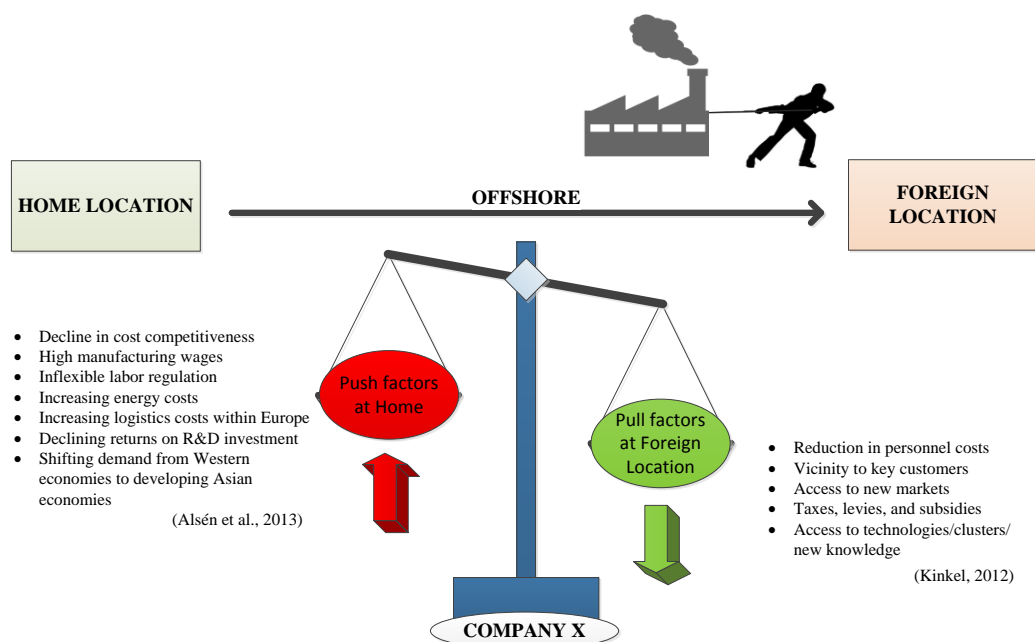 HOME LOCATION
OFFSHORE
FOREIGN
LOCATION
• Decline in cost competitiveness
• High manufacturing wages
• Inflexible labor regulation
• Increasing energy costs
• Increasing logistics costs within Europe
• Declining returns on R&D investment
• Shifting demand from Western
economies to developing Asian
economies
(Alsén et al., 2013)
Push factors
at Home
Pull factors
at Foreign
Location
• Reduction in personnel costs
• Vicinity to key customers
• Access to new markets
• Taxes, levies, and subsidies
• Access to technologies/clusters/
new knowledge
(Kinkel, 2012)
COMPANY X